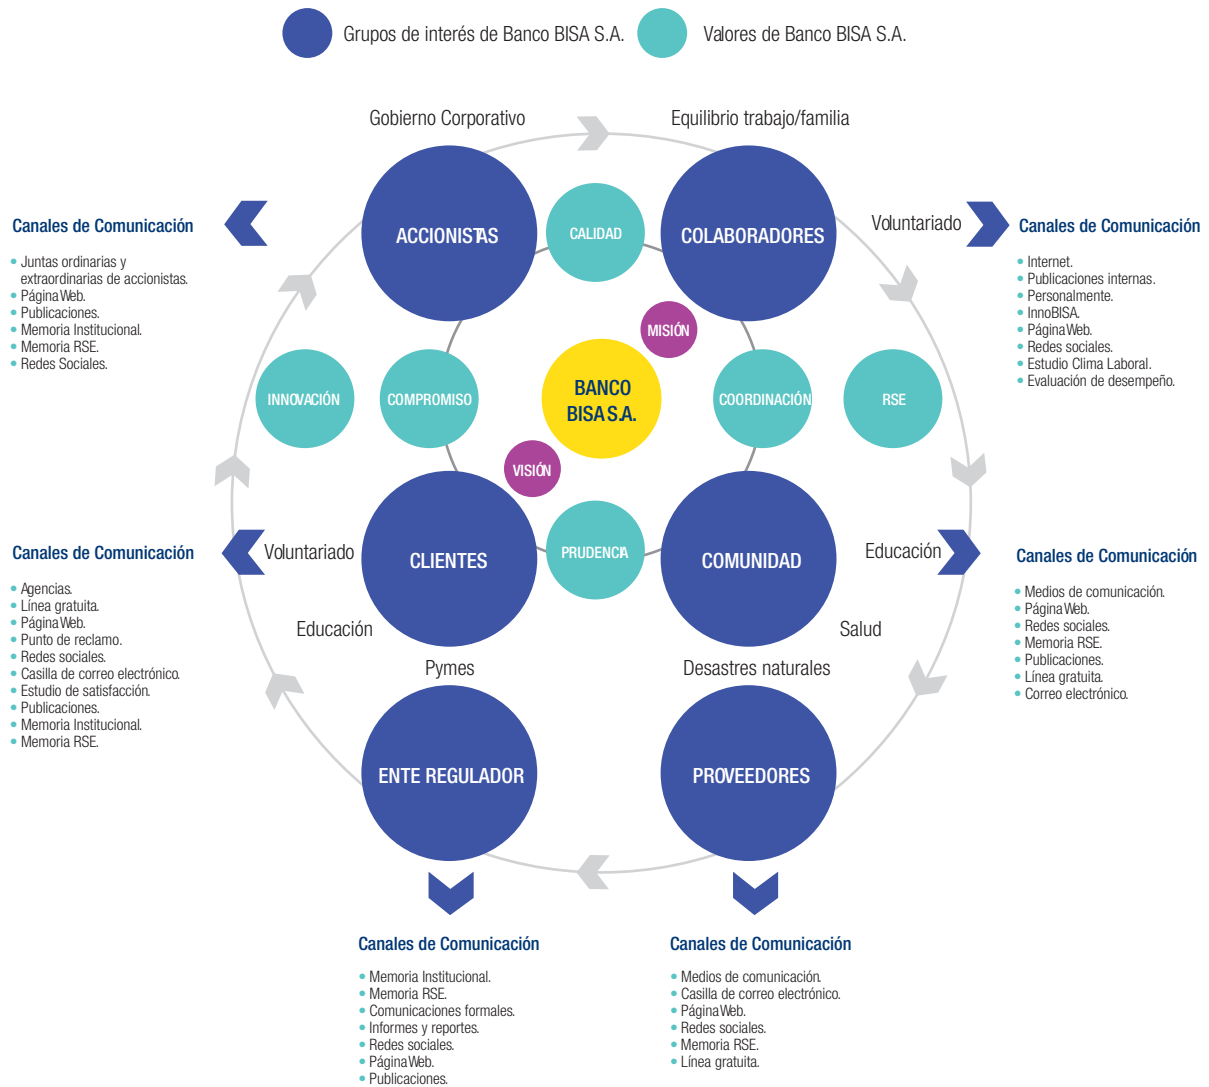 Grupos de interés de Banco BISA S.A.
Valores de Banco BISA S.A.
Gobierno Corporativo
Equilibrio trabajo/familia
ACCIONISTAS
CALIDAD
COLABORADORES
Voluntariado
Canales de Comunicación
• Juntas ordinarias y
extraordinarias de accionistas.
• Página Web.
• Publicaciones.
• Memoria Institucional.
• Memoria RSE.
• Redes Sociales.
Canales de Comunicación
• Internet.
• Publicaciones internas.
• Personalmente.
• InnoBISA.
• Página Web.
• Redes sociales.
• Estudio Clima Laboral.
• Evaluación de desempeño.
MISIÓN
INNOVACIÓN
COMPROMISO
BANCO
BISA S.A.
COORDINACIÓN
RSE
VISIÓN
Canales de Comunicación
• Agencias.
• Línea gratuita.
• Página Web.
• Punto de reclamo.
• Redes sociales.
• Casilla de correo electrónico.
• Estudio de satisfacción.
• Publicaciones.
• Memoria Institucional.
• Memoria RSE.
Voluntariado
CLIENTES
PRUDENCIA
COMUNIDAD
Educación
Educación
Salud
Pymes
Desastres naturales
Canales de Comunicación
• Medios de comunicación.
• Página Web.
• Redes sociales.
• Memoria RSE.
• Publicaciones.
• Línea gratuita.
• Correo electrónico.
ENTE REGULADOR
PROVEEDORES
Canales de Comunicación
• Memoria Institucional.
• Memoria RSE.
• Comunicaciones formales.
• Informes y reportes.
• Redes sociales.
• Página Web.
• Publicaciones.
Canales de Comunicación
• Medios de comunicación.
• Casilla de correo electrónico.
• Página Web.
• Redes sociales.
• Memoria RSE.
• Línea gratuita.